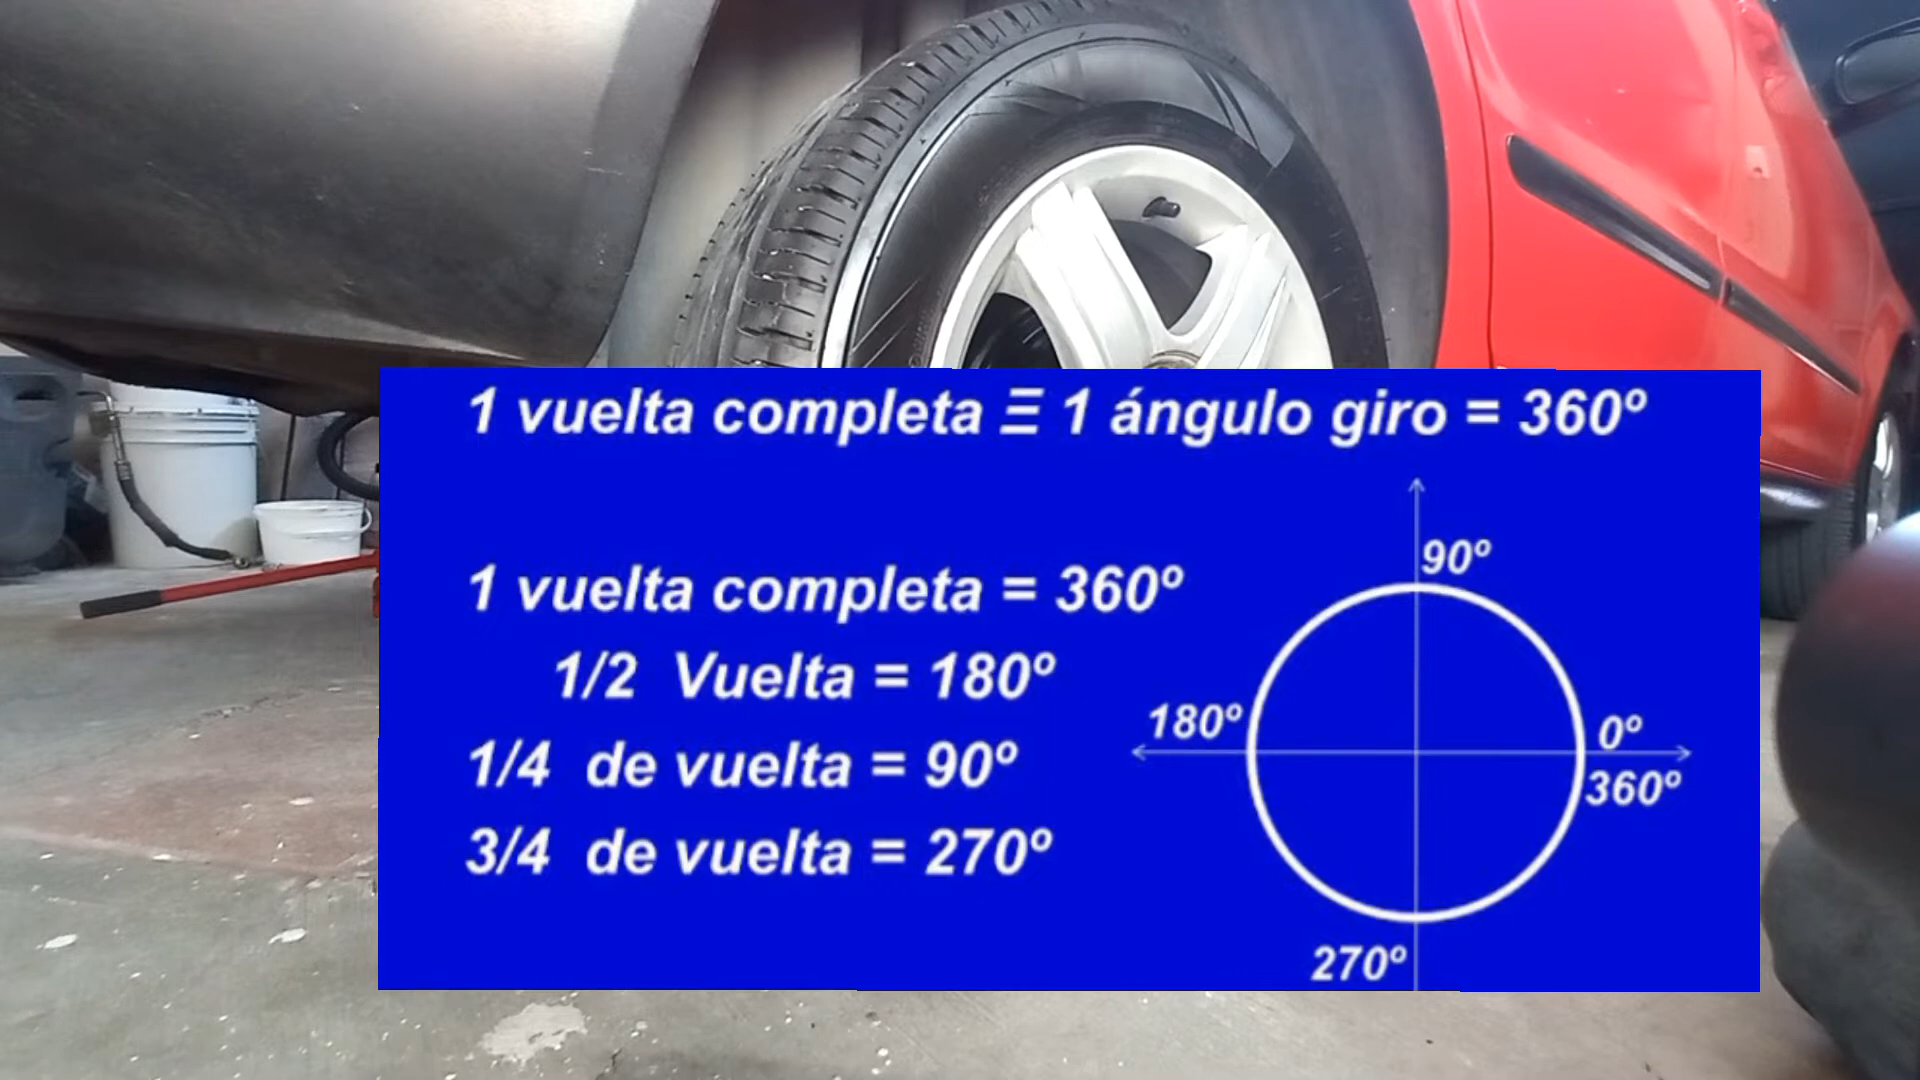 1 vuelta completa Ξ 1 ángulo giro = 360º
1 vuelta completa = 360º
1/2 Vuelta = 180º
1/4 de vuelta = 90º
3/4 de vuelta = 270º
90º
180º
0º
360º
270º